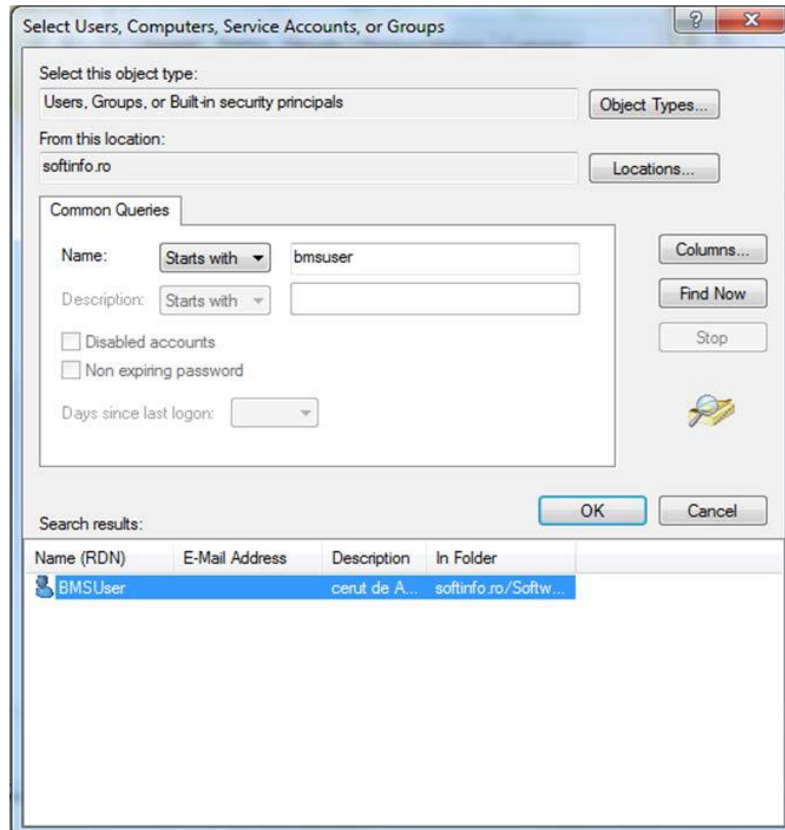 Select Users, Computers, Service Accounts, or Groups
?
Select this object type:
Users, Groups, or Built-in security principals
Object Types...
From this location:
softinfo.ro
Locations...
Common Queries
Name: Starts with bmsuser
Columns...
Description: Starts with
Find Now
Disabled accounts
Stop
Non expiring password
Days since last logon:
OK Cancel
Search results:
Name (RDN) E-Mail Address Description In Folder
BMSUser cerut de A... softinfo.ro/Softw...